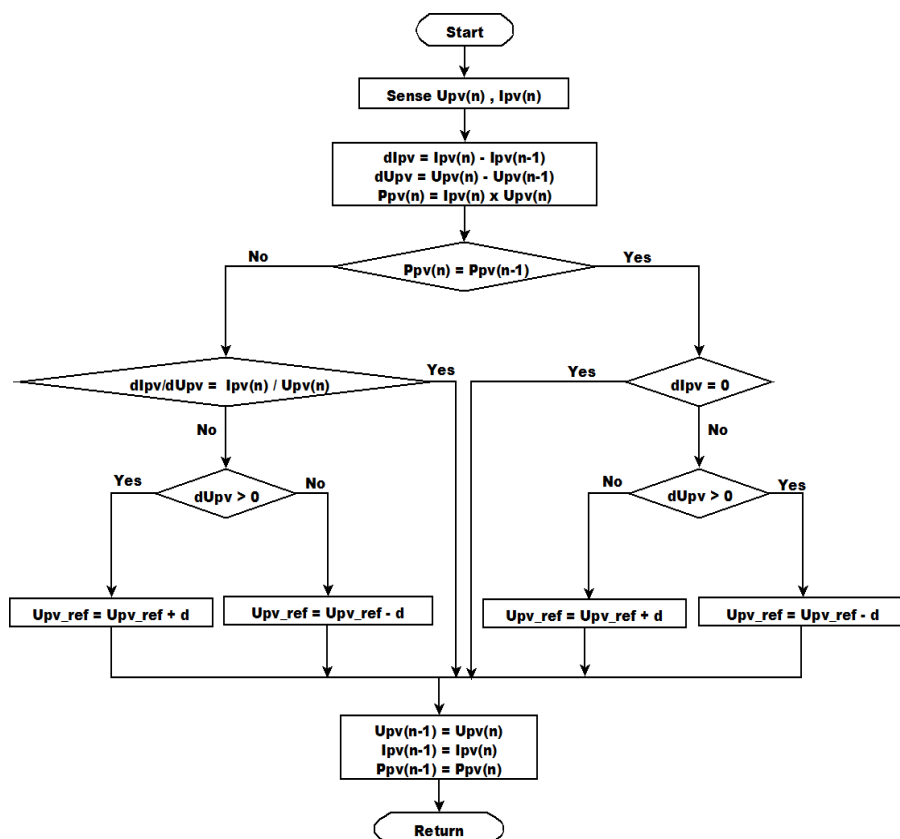 Start
Sense Upv(n) , Ipv(n)
dIpv = Ipv(n) - Ipv(n-1)
dUpv = Upv(n) - Upv(n-1)
Ppv(n) = Ipv(n) x Upv(n)
No
Yes
Ppv(n) = Ppv(n-1)
dIpv/dUpv = Ipv(n) / Upv(n)
Yes
Yes
dIpv = 0
No
No
Yes
dUpv > 0
No
No
dUpv > 0
Yes
Upv_ref = Upv_ref + d
Upv_ref = Upv_ref - d
Upv_ref = Upv_ref + d
Upv_ref = Upv_ref - d
Upv(n-1) = Upv(n)
Ipv(n-1) = Ipv(n)
Ppv(n-1) = Ppv(n)
Return